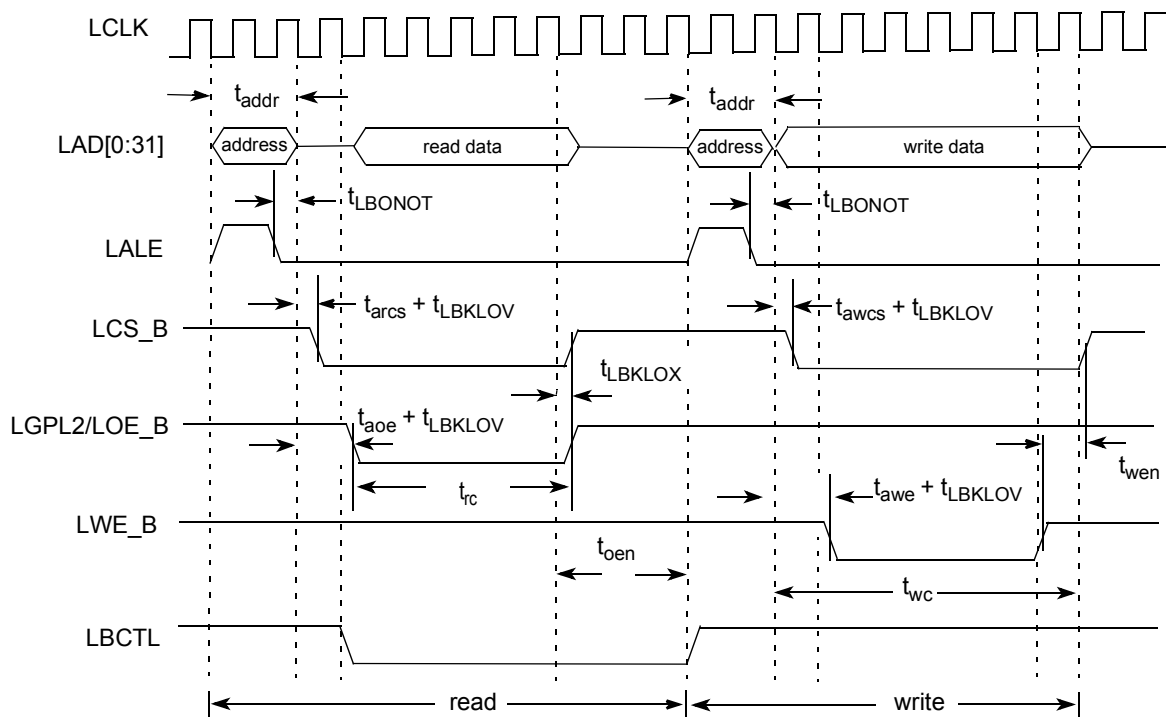 LCLK
taddr
taddr
LAD[0:31]
address
read data
address
write data
tLBONOT
tLBONOT
LALE
tarcs + tLBKLOV
tawcs + tLBKLOV
LCS_B
tLBKLOX
LGPL2/LOE_B
taoe + tLBKLOV
twen
trc
tawe + tLBKLOV
LWE_B
toen
twc
LBCTL
read
write